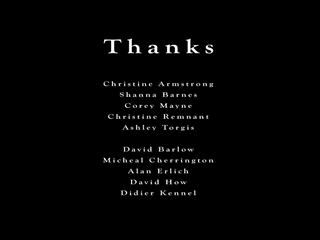 Thanks
Christine Armstrong
Shanna Barnes
Corey Mayne
Christine Remnant
Ashley Torgis
David Barlow
Micheal Cherrington
Alan Erlich
David How
Didier Kennel